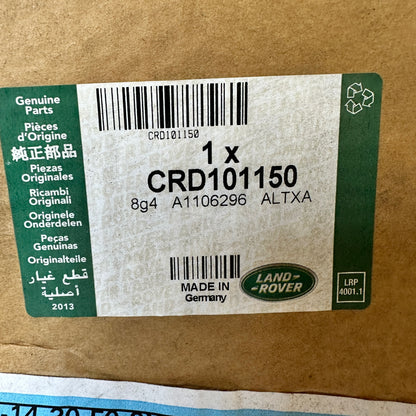 Genuine
Parts
Pièces
d'Origine
純正部品
Piezas
Originales
Ricambi
Originali
Originele
Onderdelen
Peças
Genuinas
Originalteile
قطع غيار
أصلية
2013
CRD101150
1 x
CRD101150
8g4 A1106296 ALTXA
MADE IN
Germany
LAND-
-ROVER
LRP
4001.1